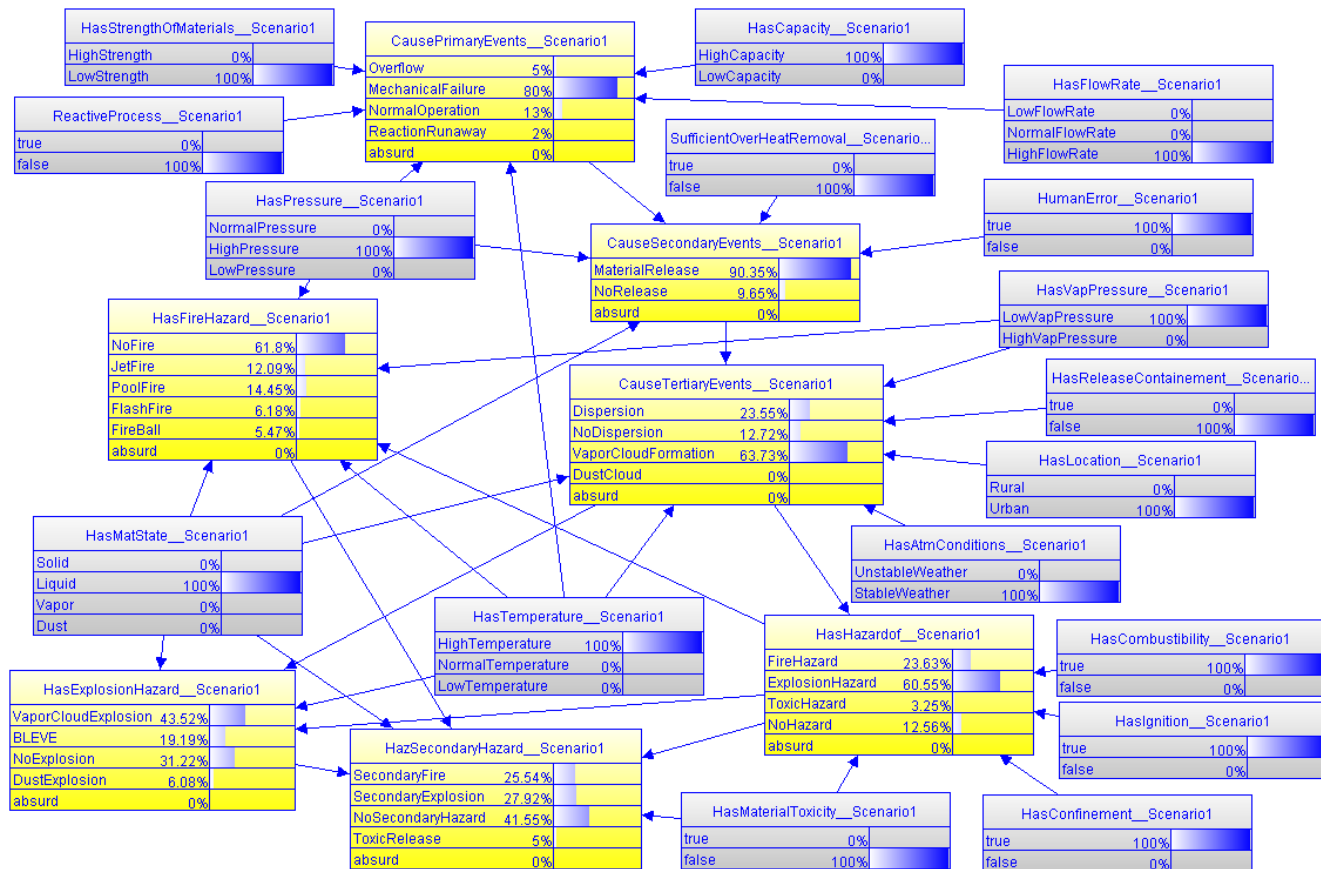 HasStrengthOfMaterials__Scenario1
HighStrength 0%
LowStrength 100%
CausePrimaryEvents__Scenario1
Overflow 5%
MechanicalFailure 80%
NormalOperation 13%
ReactionRunaway 2%
absurd 0%
HasCapacity__Scenario1
HighCapacity 100%
LowCapacity 0%
HasFlowRate__Scenario1
LowFlowRate 0%
NormalFlowRate 0%
HighFlowRate 100%
ReactiveProcess__Scenario1
true 0%
false 100%
SufficientOverHeatRemoval__Scenario...
true 0%
false 100%
HasPressure__Scenario1
NormalPressure 0%
HighPressure 100%
LowPressure 0%
HumanError__Scenario1
true 100%
false 0%
CauseSecondaryEvents__Scenario1
MaterialRelease 90.35%
NoRelease 9.65%
absurd 0%
HasVapPressure__Scenario1
LowVapPressure 100%
HighVapPressure 0%
HasFireHazard__Scenario1
NoFire 61.8%
JetFire 12.09%
PoolFire 14.45%
FlashFire 6.18%
FireBall 5.47%
absurd 0%
CauseTertiaryEvents__Scenario1
Dispersion 23.55%
NoDispersion 12.72%
VaporCloudFormation 63.73%
DustCloud 0%
absurd 0%
HasReleaseContainement__Scenario...
true 0%
false 100%
HasLocation__Scenario1
Rural 0%
Urban 100%
HasMatState__Scenario1
Solid 0%
Liquid 100%
Vapor 0%
Dust 0%
HasAtmConditions__Scenario1
UnstableWeather 0%
StableWeather 100%
HasTemperature__Scenario1
HighTemperature 100%
NormalTemperature 0%
LowTemperature 0%
HasHazardof__Scenario1
FireHazard 23.63%
ExplosionHazard 60.55%
ToxicHazard 3.25%
NoHazard 12.56%
absurd 0%
HasCombustibility__Scenario1
true 100%
false 0%
HasExplosionHazard__Scenario1
VaporCloudExplosion 43.52%
BLEVE 19.19%
NoExplosion 31.22%
DustExplosion 6.08%
absurd 0%
HasIgnition__Scenario1
true 100%
false 0%
HazSecondaryHazard__Scenario1
SecondaryFire 25.54%
SecondaryExplosion 27.92%
NoSecondaryHazard 41.55%
ToxicRelease 5%
absurd 0%
HasMaterialToxicity__Scenario1
true 0%
false 100%
HasConfinement__Scenario1
true 100%
false 0%